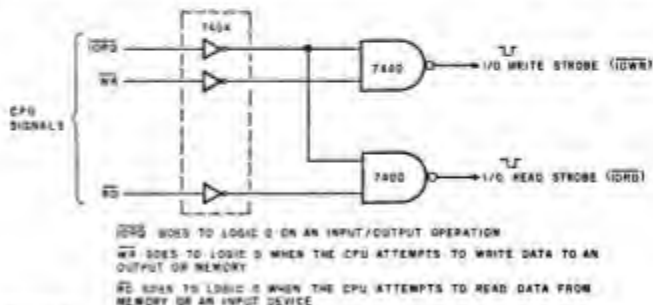 7404
IORQ
7440
I/O WRITE STROBE (IOWR)
WR
CPU
SIGNALS
7400
I/O READ STROBE (IORD)
RD
IORQ GOES TO LOGIC 0 ON AN INPUT/OUTPUT OPERATION
WR GOES TO LOGIC 0 WHEN THE CPU ATTEMPTS TO WRITE DATA TO AN
OUTPUT OR MEMORY
RD GOES TO LOGIC 0 WHEN THE CPU ATTEMPTS TO READ DATA FROM
MEMORY OR AN INPUT DEVICE